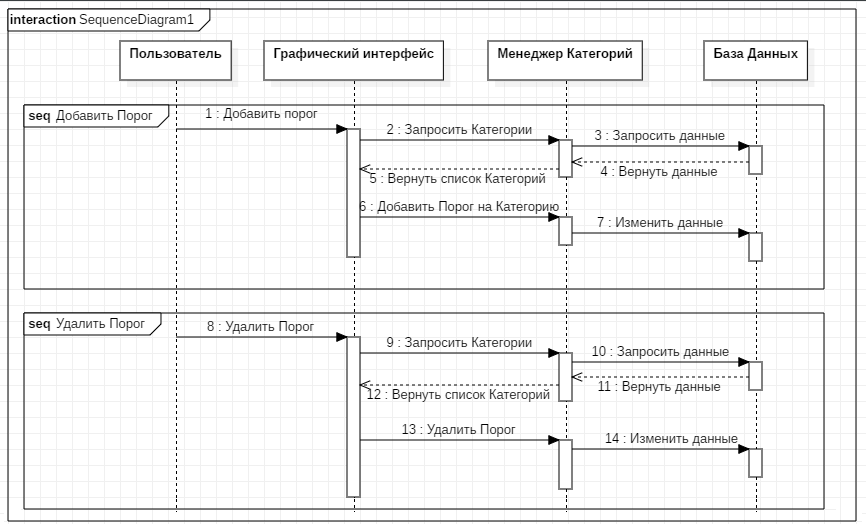 interaction SequenceDiagram1
Пользователь
Графический интерфейс
Менеджер Категорий
База Данных
seq Добавить Порог
1 : Добавить порог
2 : Запросить Категории
3 : Запросить данные
4 : Вернуть данные
5 : Вернуть список Категорий
6 : Добавить Порог на Категорию
7 : Изменить данные
seq Удалить Порог
8 : Удалить Порог
9 : Запросить Категории
10 : Запросить данные
11 : Вернуть данные
12 : Вернуть список Категорий
13 : Удалить Порог
14 : Изменить данные